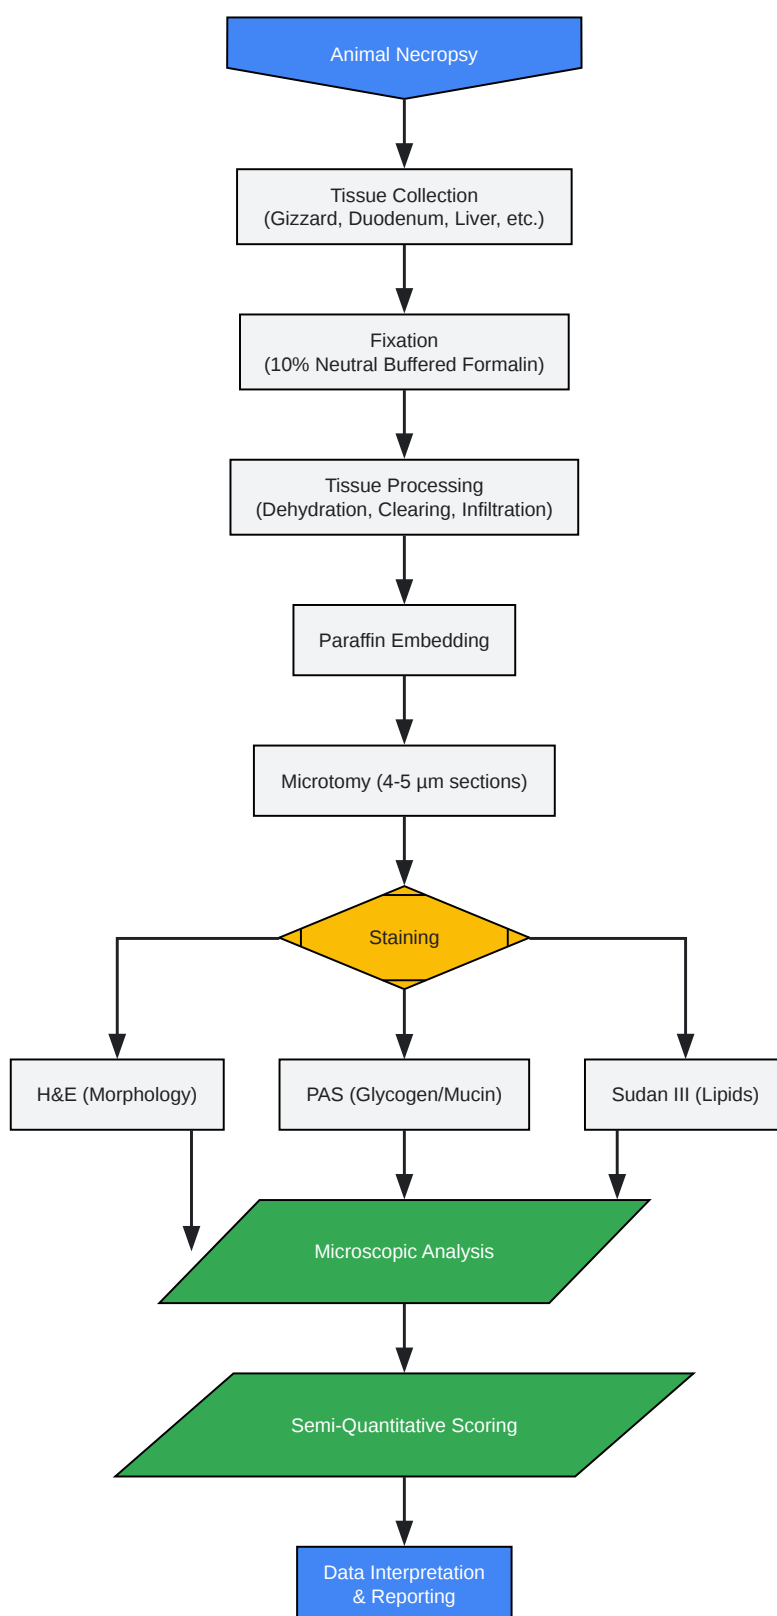 Animal Necropsy
Tissue Collection
(Gizzard, Duodenum, Liver, etc.)
Fixation
(10% Neutral Buffered Formalin)
Tissue Processing
(Dehydration, Clearing, Infiltration)
Paraffin Embedding
Microtomy (4-5 µm sections)
Staining
H&E (Morphology)
PAS (Glycogen/Mucin)
Sudan III (Lipids)
Microscopic Analysis
Semi-Quantitative Scoring
Data Interpretation
& Reporting